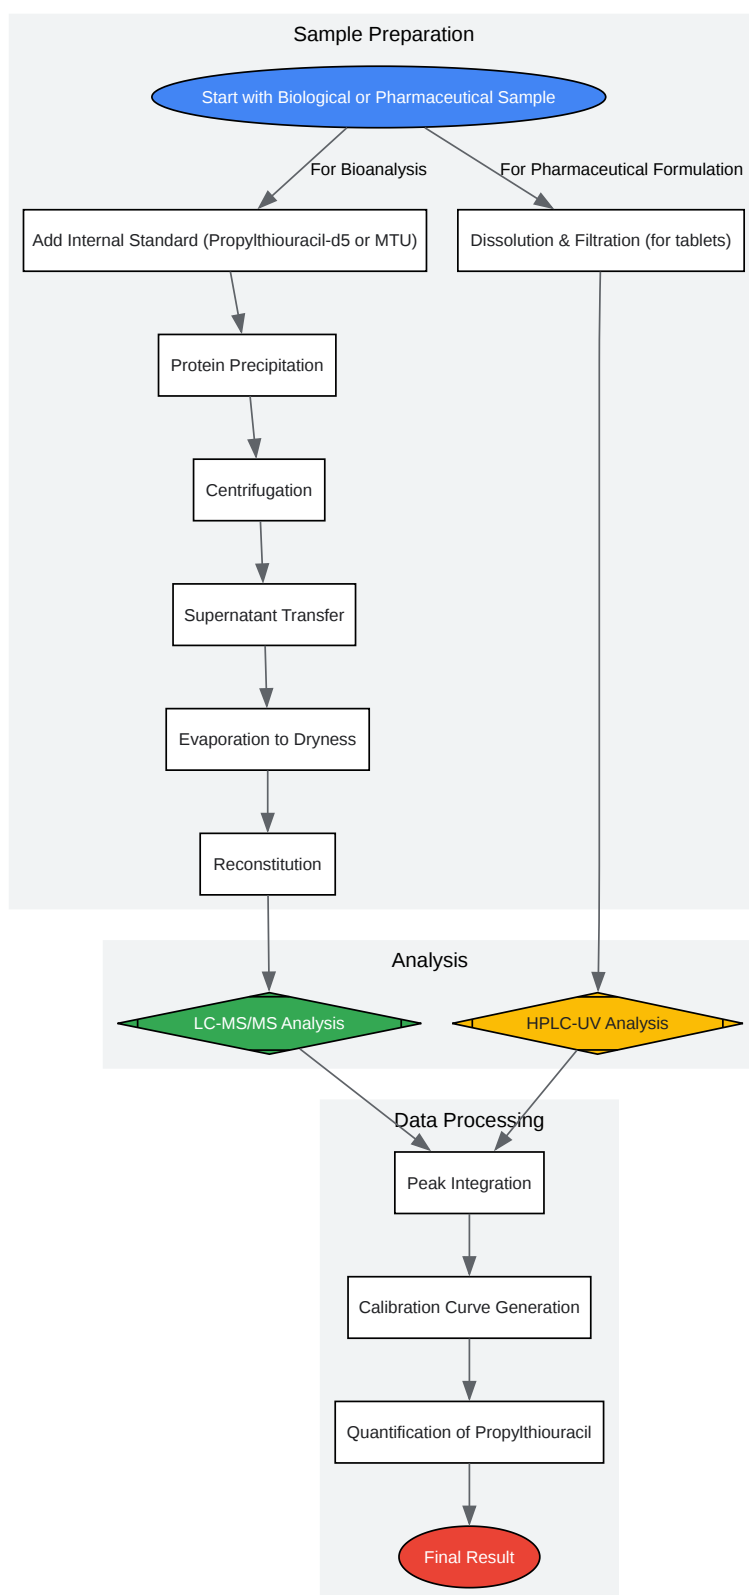 Sample Preparation
Start with Biological or Pharmaceutical Sample
For Bioanalysis
For Pharmaceutical Formulation
Add Internal Standard (Propylthiouracil-d5 or MTU)
Dissolution & Filtration (for tablets)
Protein Precipitation
Centrifugation
Supernatant Transfer
Evaporation to Dryness
Reconstitution
Analysis
LC-MS/MS Analysis
HPLC-UV Analysis
Data Processing
Peak Integration
Calibration Curve Generation
Quantification of Propylthiouracil
Final Result